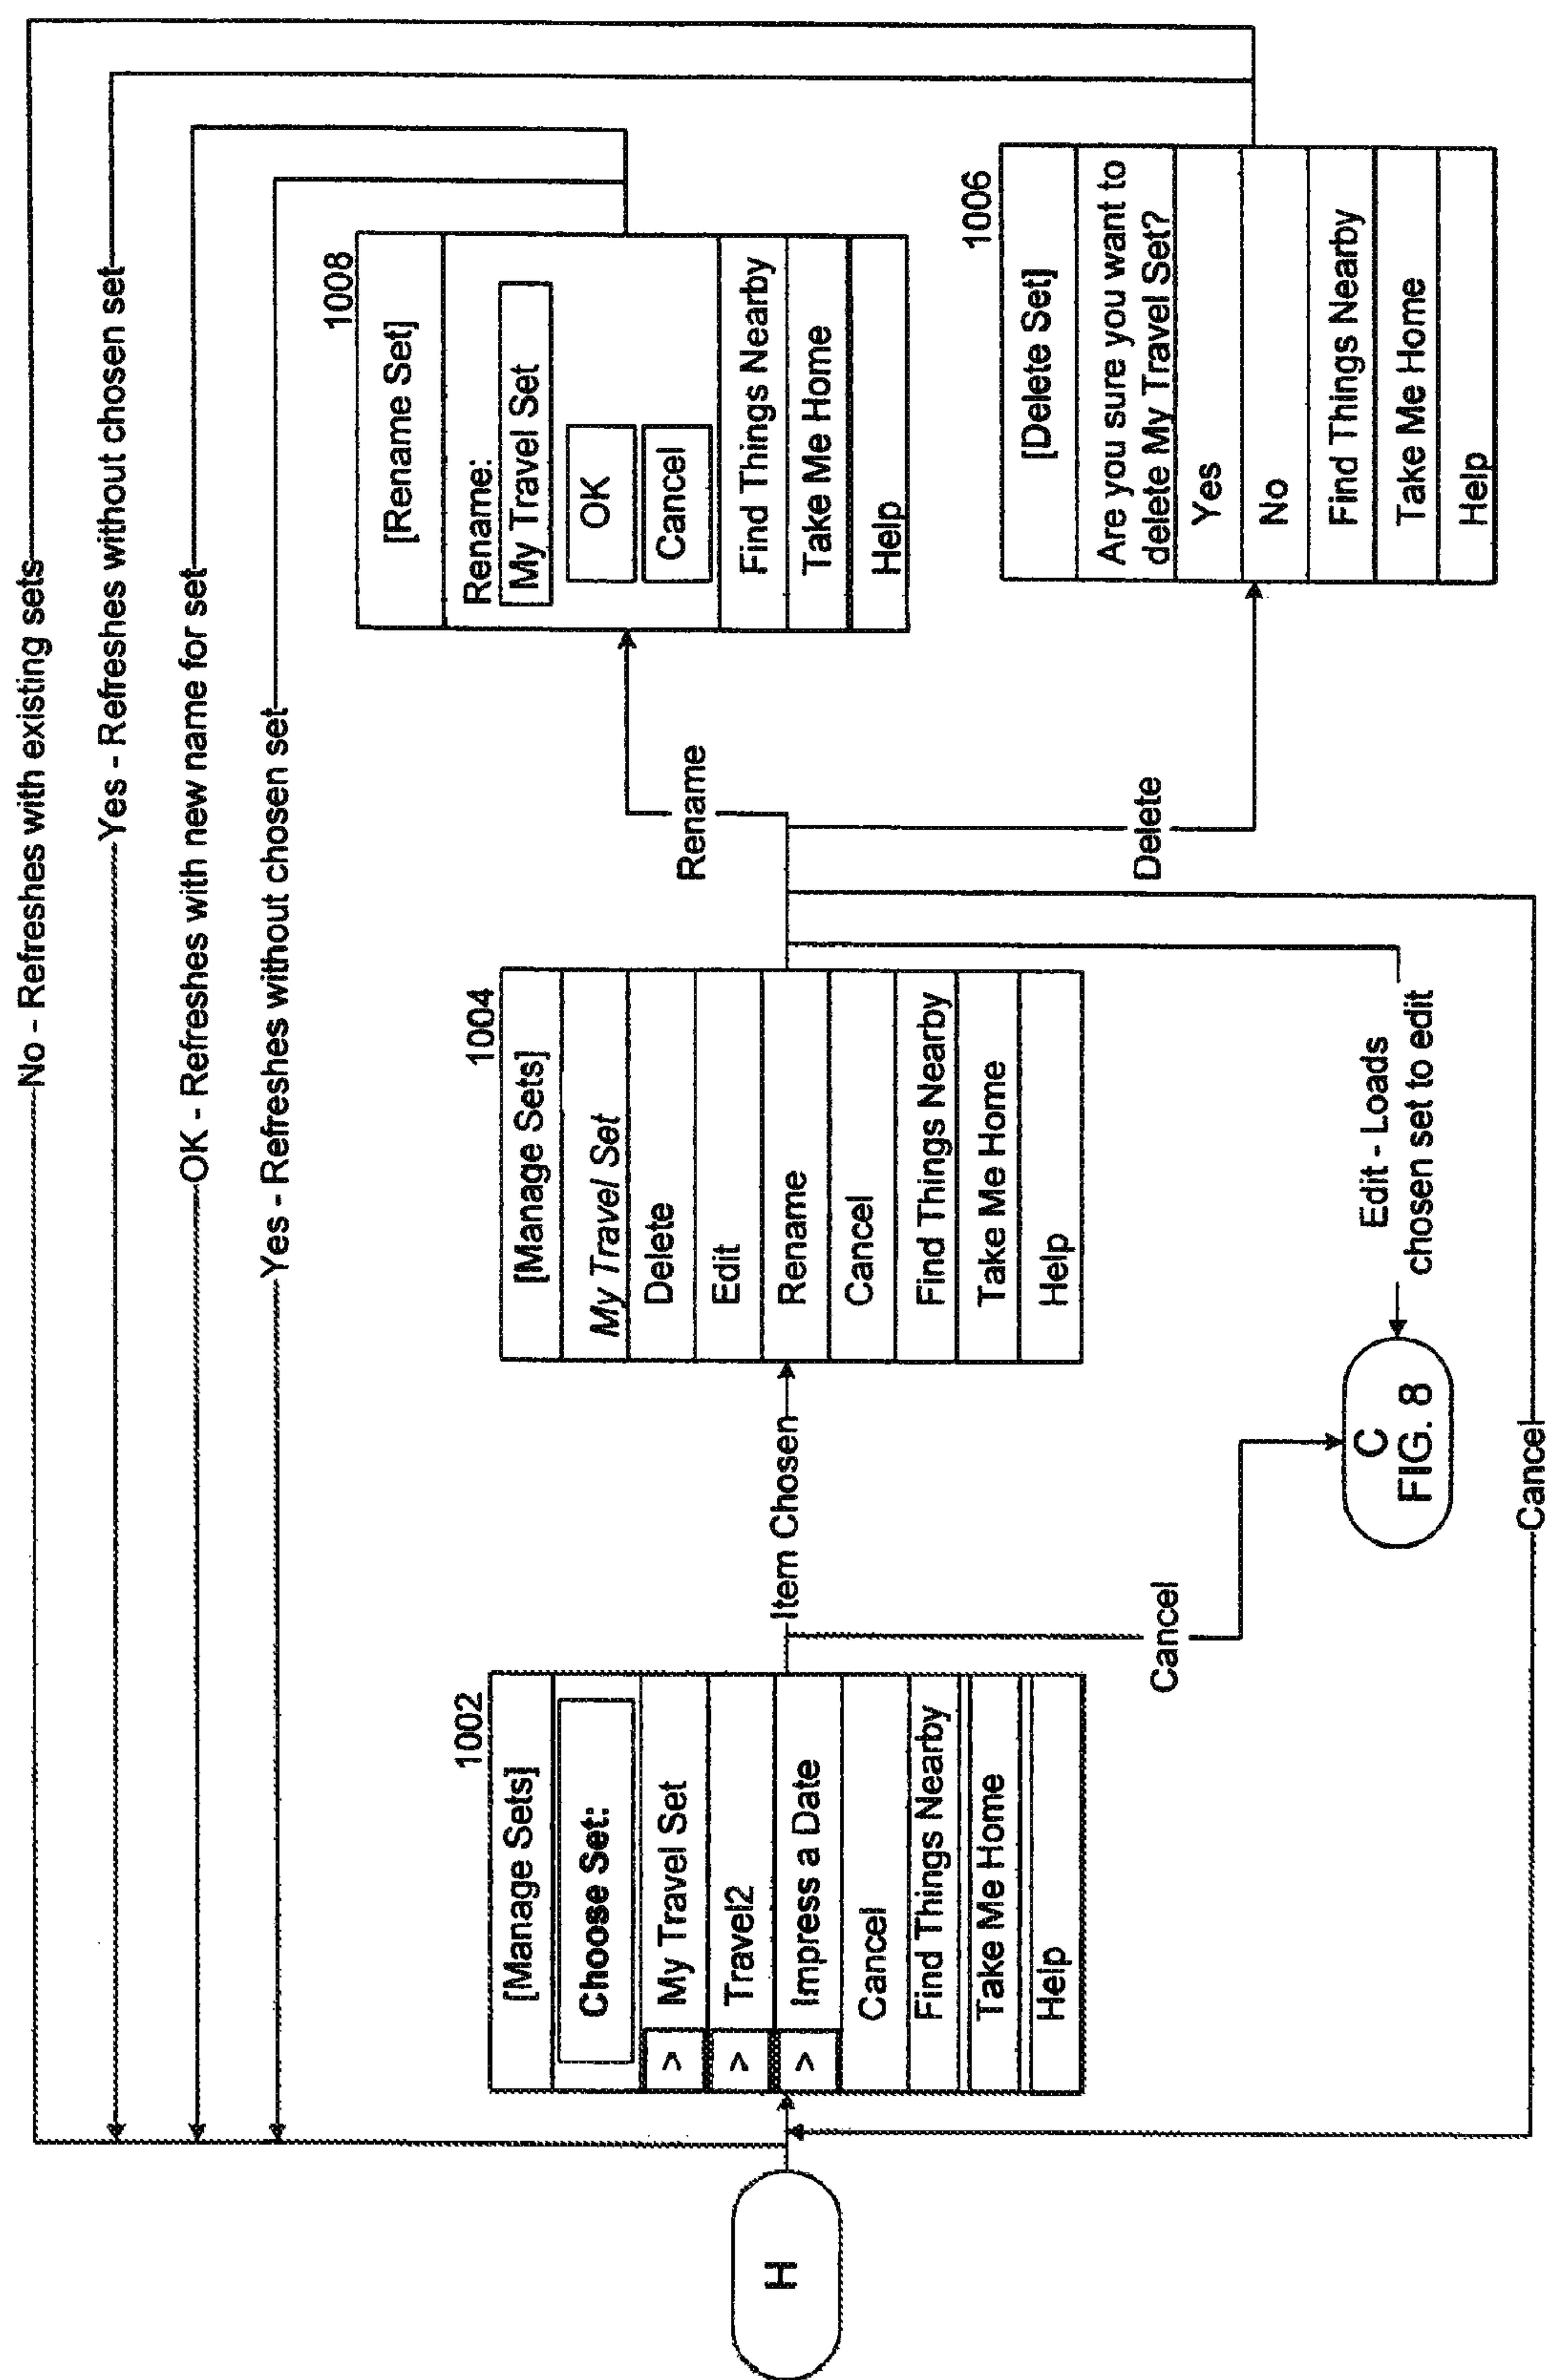 No - Refreshes with existing sets
Yes - Refreshes without chosen set
OK - Refreshes with new name for set
Yes - Refreshes without chosen set
H
1002
[Manage Sets]
Choose Set:
> My Travel Set
> Travel2
> Impress a Date
Cancel
Find Things Nearby
Take Me Home
Help
Item Chosen
Cancel
1004
[Manage Sets]
My Travel Set
Delete
Edit
Rename
Cancel
Find Things Nearby
Take Me Home
Help
C
FIG. 8
Edit - Loads
chosen set to edit
Cancel
Rename
Delete
1008
[Rename Set]
Rename:
My Travel Set
OK
Cancel
Find Things Nearby
Take Me Home
Help
1006
[Delete Set]
Are you sure you want to
delete My Travel Set?
Yes
No
Find Things Nearby
Take Me Home
Help